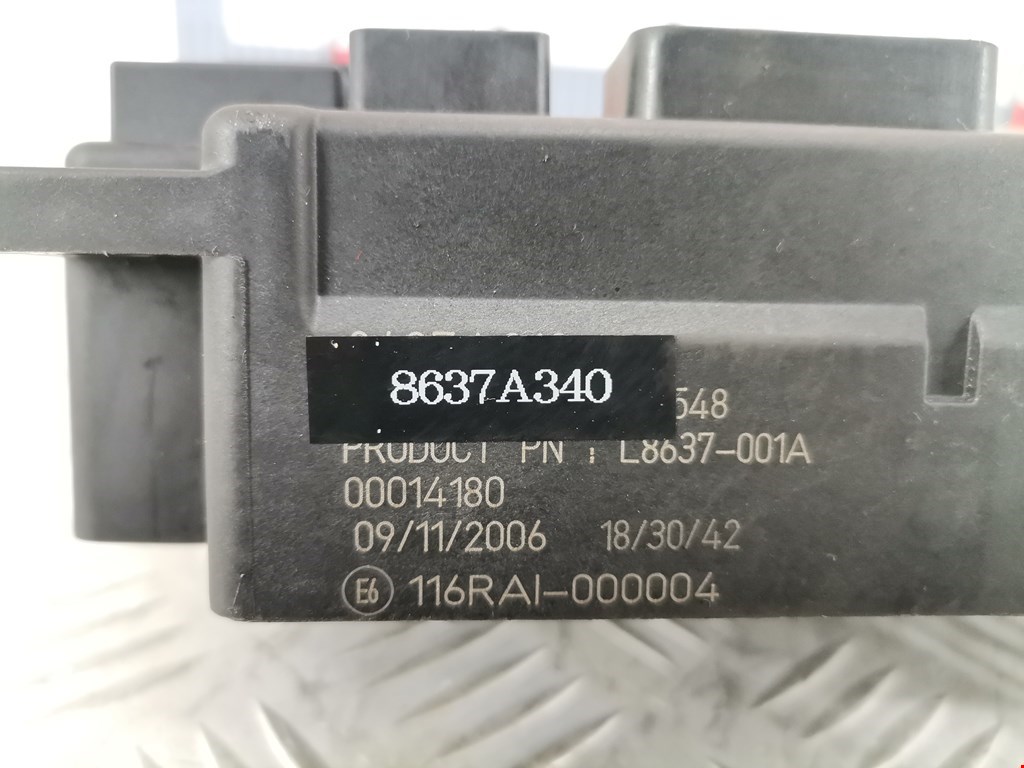 8637A340
548
PRODUCT PN : L8637-001A
00014180
09/11/2006 18/30/42
E6 116RAI-000004